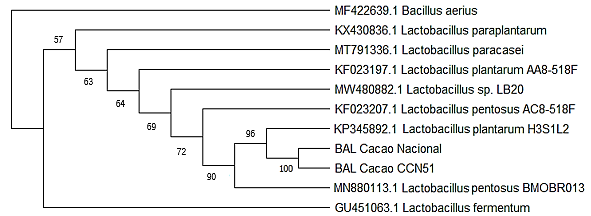 MF422639.1 Bacillus aerius
57
KX430836.1 Lactobacillus paraplantarum
MT791336.1 Lactobacillus paracasei
63
KF023197.1 Lactobacillus plantarum AA8-518F
64
MW480882.1 Lactobacillus sp. LB20
69
KF023207.1 Lactobacillus pentosus AC8-518F
96
KP345892.1 Lactobacillus plantarum H3S1L2
72
BAL Cacao Nacional
100
BAL Cacao CCN51
90
MN880113.1 Lactobacillus pentosus BMOBR013
GU451063.1 Lactobacillus fermentum